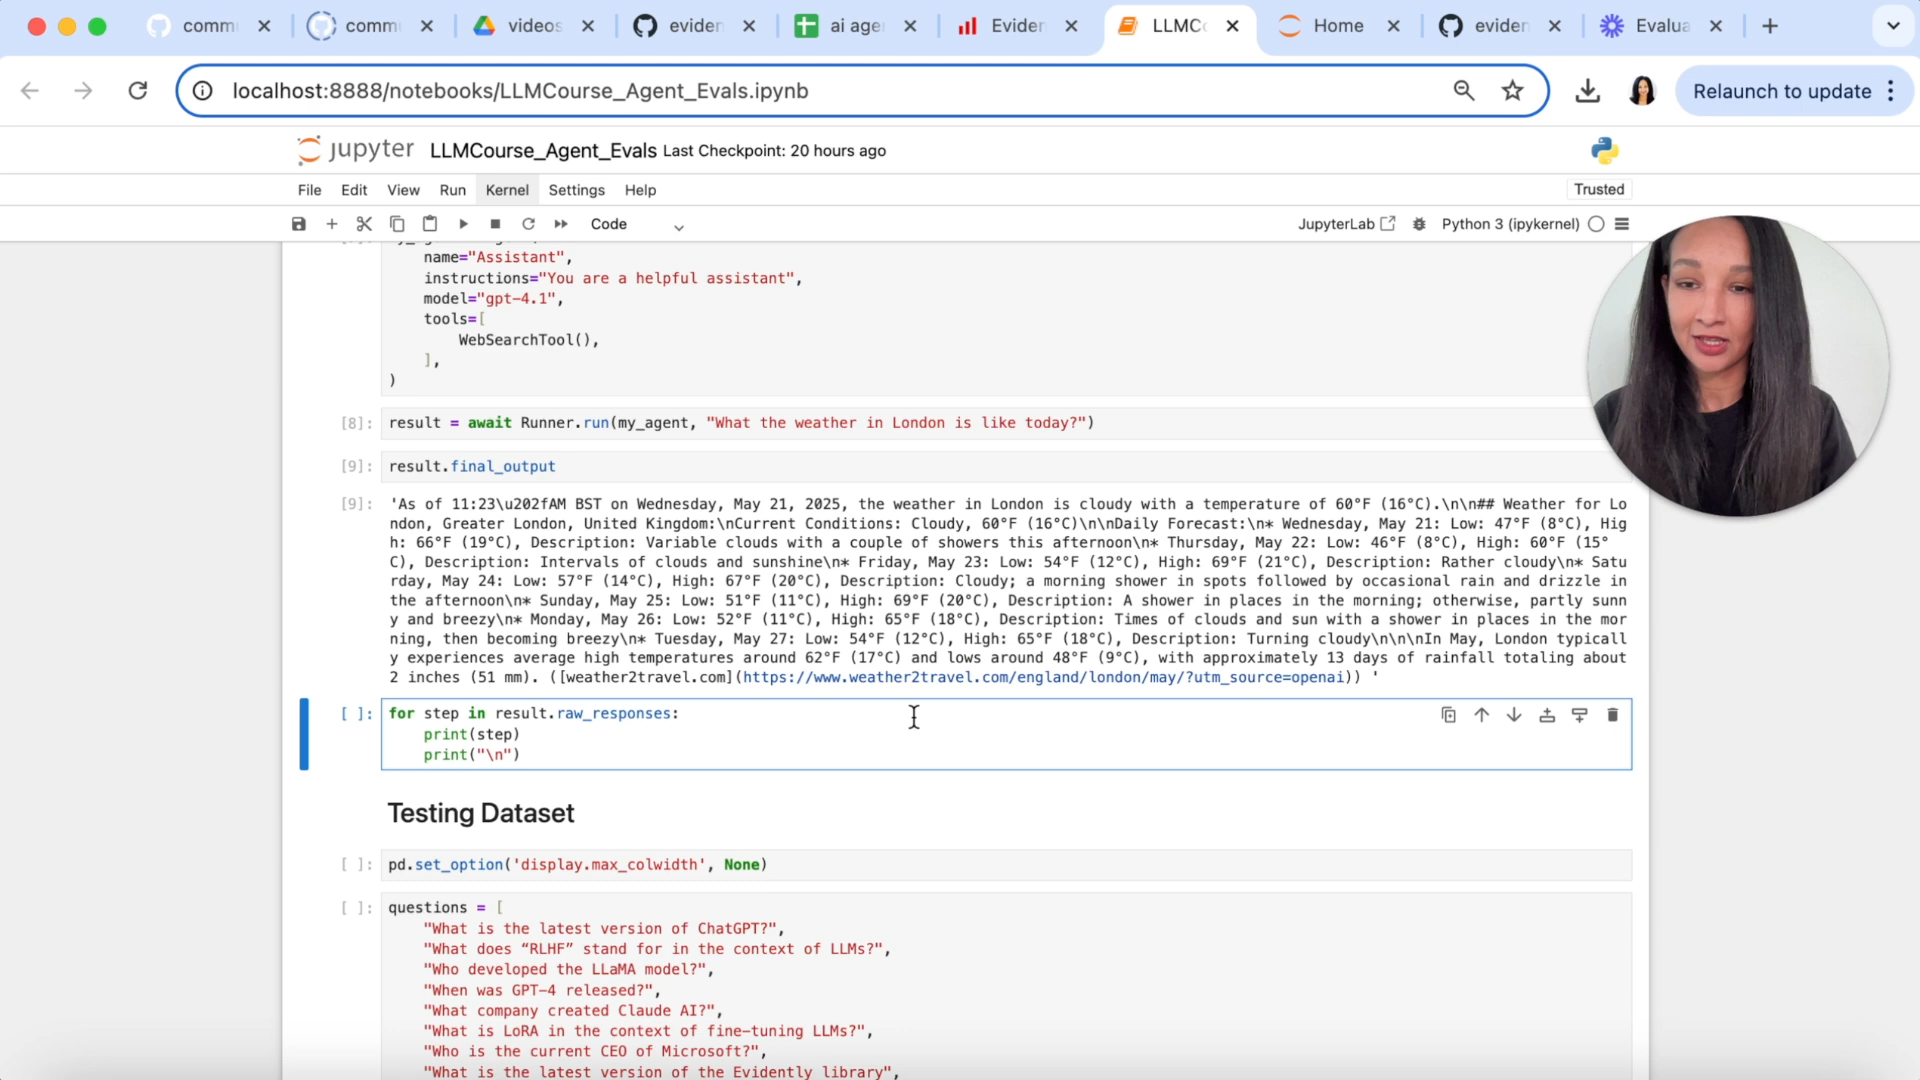 comm
comm
videos
eviden
ai age
Eviden
LLMC
Home
eviden
Evalua
localhost:8888/notebooks/LLMCourse_Agent_Evals.ipynb
Relaunch to update
jupyter LLMCourse_Agent_Evals Last Checkpoint: 20 hours ago
File Edit View Run Kernel Settings Help
Trusted
Code
JupyterLab
Python 3 (ipykernel)
name="Assistant",
instructions="You are a helpful assistant",
model="gpt-4.1",
tools=[
WebSearchTool(),
],
)
[8]: result = await Runner.run(my_agent, "What the weather in London is like today?")
[9]: result.final_output
[9]: 'As of 11:23\u202fAM BST on Wednesday, May 21, 2025, the weather in London is cloudy with a temperature of 60°F (16°C).\n\n## Weather for Lo
ndon, Greater London, United Kingdom:\nCurrent Conditions: Cloudy, 60°F (16°C)\n\nDaily Forecast:\n* Wednesday, May 21: Low: 47°F (8°C), Hig
h: 66°F (19°C), Description: Variable clouds with a couple of showers this afternoon\n* Thursday, May 22: Low: 46°F (8°C), High: 60°F (15°
C), Description: Intervals of clouds and sunshine\n* Friday, May 23: Low: 54°F (12°C), High: 69°F (21°C), Description: Rather cloudy\n* Satu
rday, May 24: Low: 57°F (14°C), High: 67°F (20°C), Description: Cloudy; a morning shower in spots followed by occasional rain and drizzle in
the afternoon\n* Sunday, May 25: Low: 51°F (11°C), High: 69°F (20°C), Description: A shower in places in the morning; otherwise, partly sunn
y and breezy\n* Monday, May 26: Low: 52°F (11°C), High: 65°F (18°C), Description: Times of clouds and sun with a shower in places in the mor
ning, then becoming breezy\n* Tuesday, May 27: Low: 54°F (12°C), High: 65°F (18°C), Description: Turning cloudy\n\n\nIn May, London typicall
y experiences average high temperatures around 62°F (17°C) and lows around 48°F (9°C), with approximately 13 days of rainfall totaling about
2 inches (51 mm). ([weather2travel.com](https://www.weather2travel.com/england/london/may/?utm_source=openai)) '
[ ]: for step in result.raw_responses:
print(step)
print("\n")
Testing Dataset
[ ]: pd.set_option('display.max_colwidth', None)
[ ]: questions = [
"What is the latest version of ChatGPT?",
"What does “RLHF” stand for in the context of LLMs?",
"Who developed the LLaMA model?",
"When was GPT-4 released?",
"What company created Claude AI?",
"What is LoRA in the context of fine-tuning LLMs?",
"Who is the current CEO of Microsoft?",
"What is the latest version of the Evidently library",